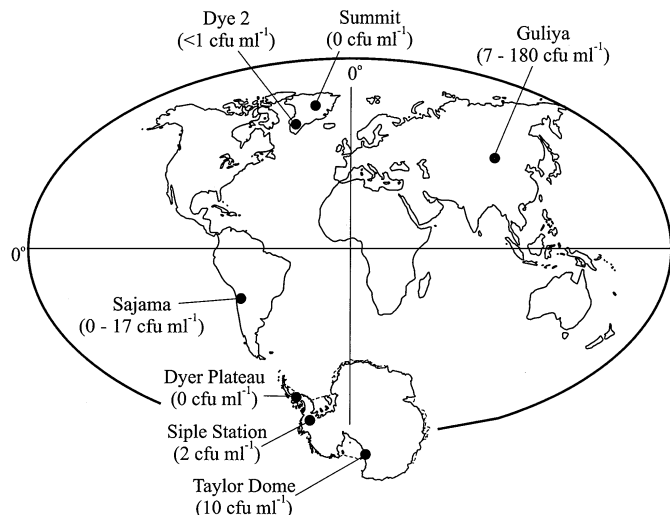 Dye 2
(<1 cfu ml⁻¹)
Summit
(0 cfu ml⁻¹)
Guliya
(7 - 180 cfu ml⁻¹)
0°
0°
Sajama
(0 - 17 cfu ml⁻¹)
Dyer Plateau
(0 cfu ml⁻¹)
Siple Station
(2 cfu ml⁻¹)
Taylor Dome
(10 cfu ml⁻¹)